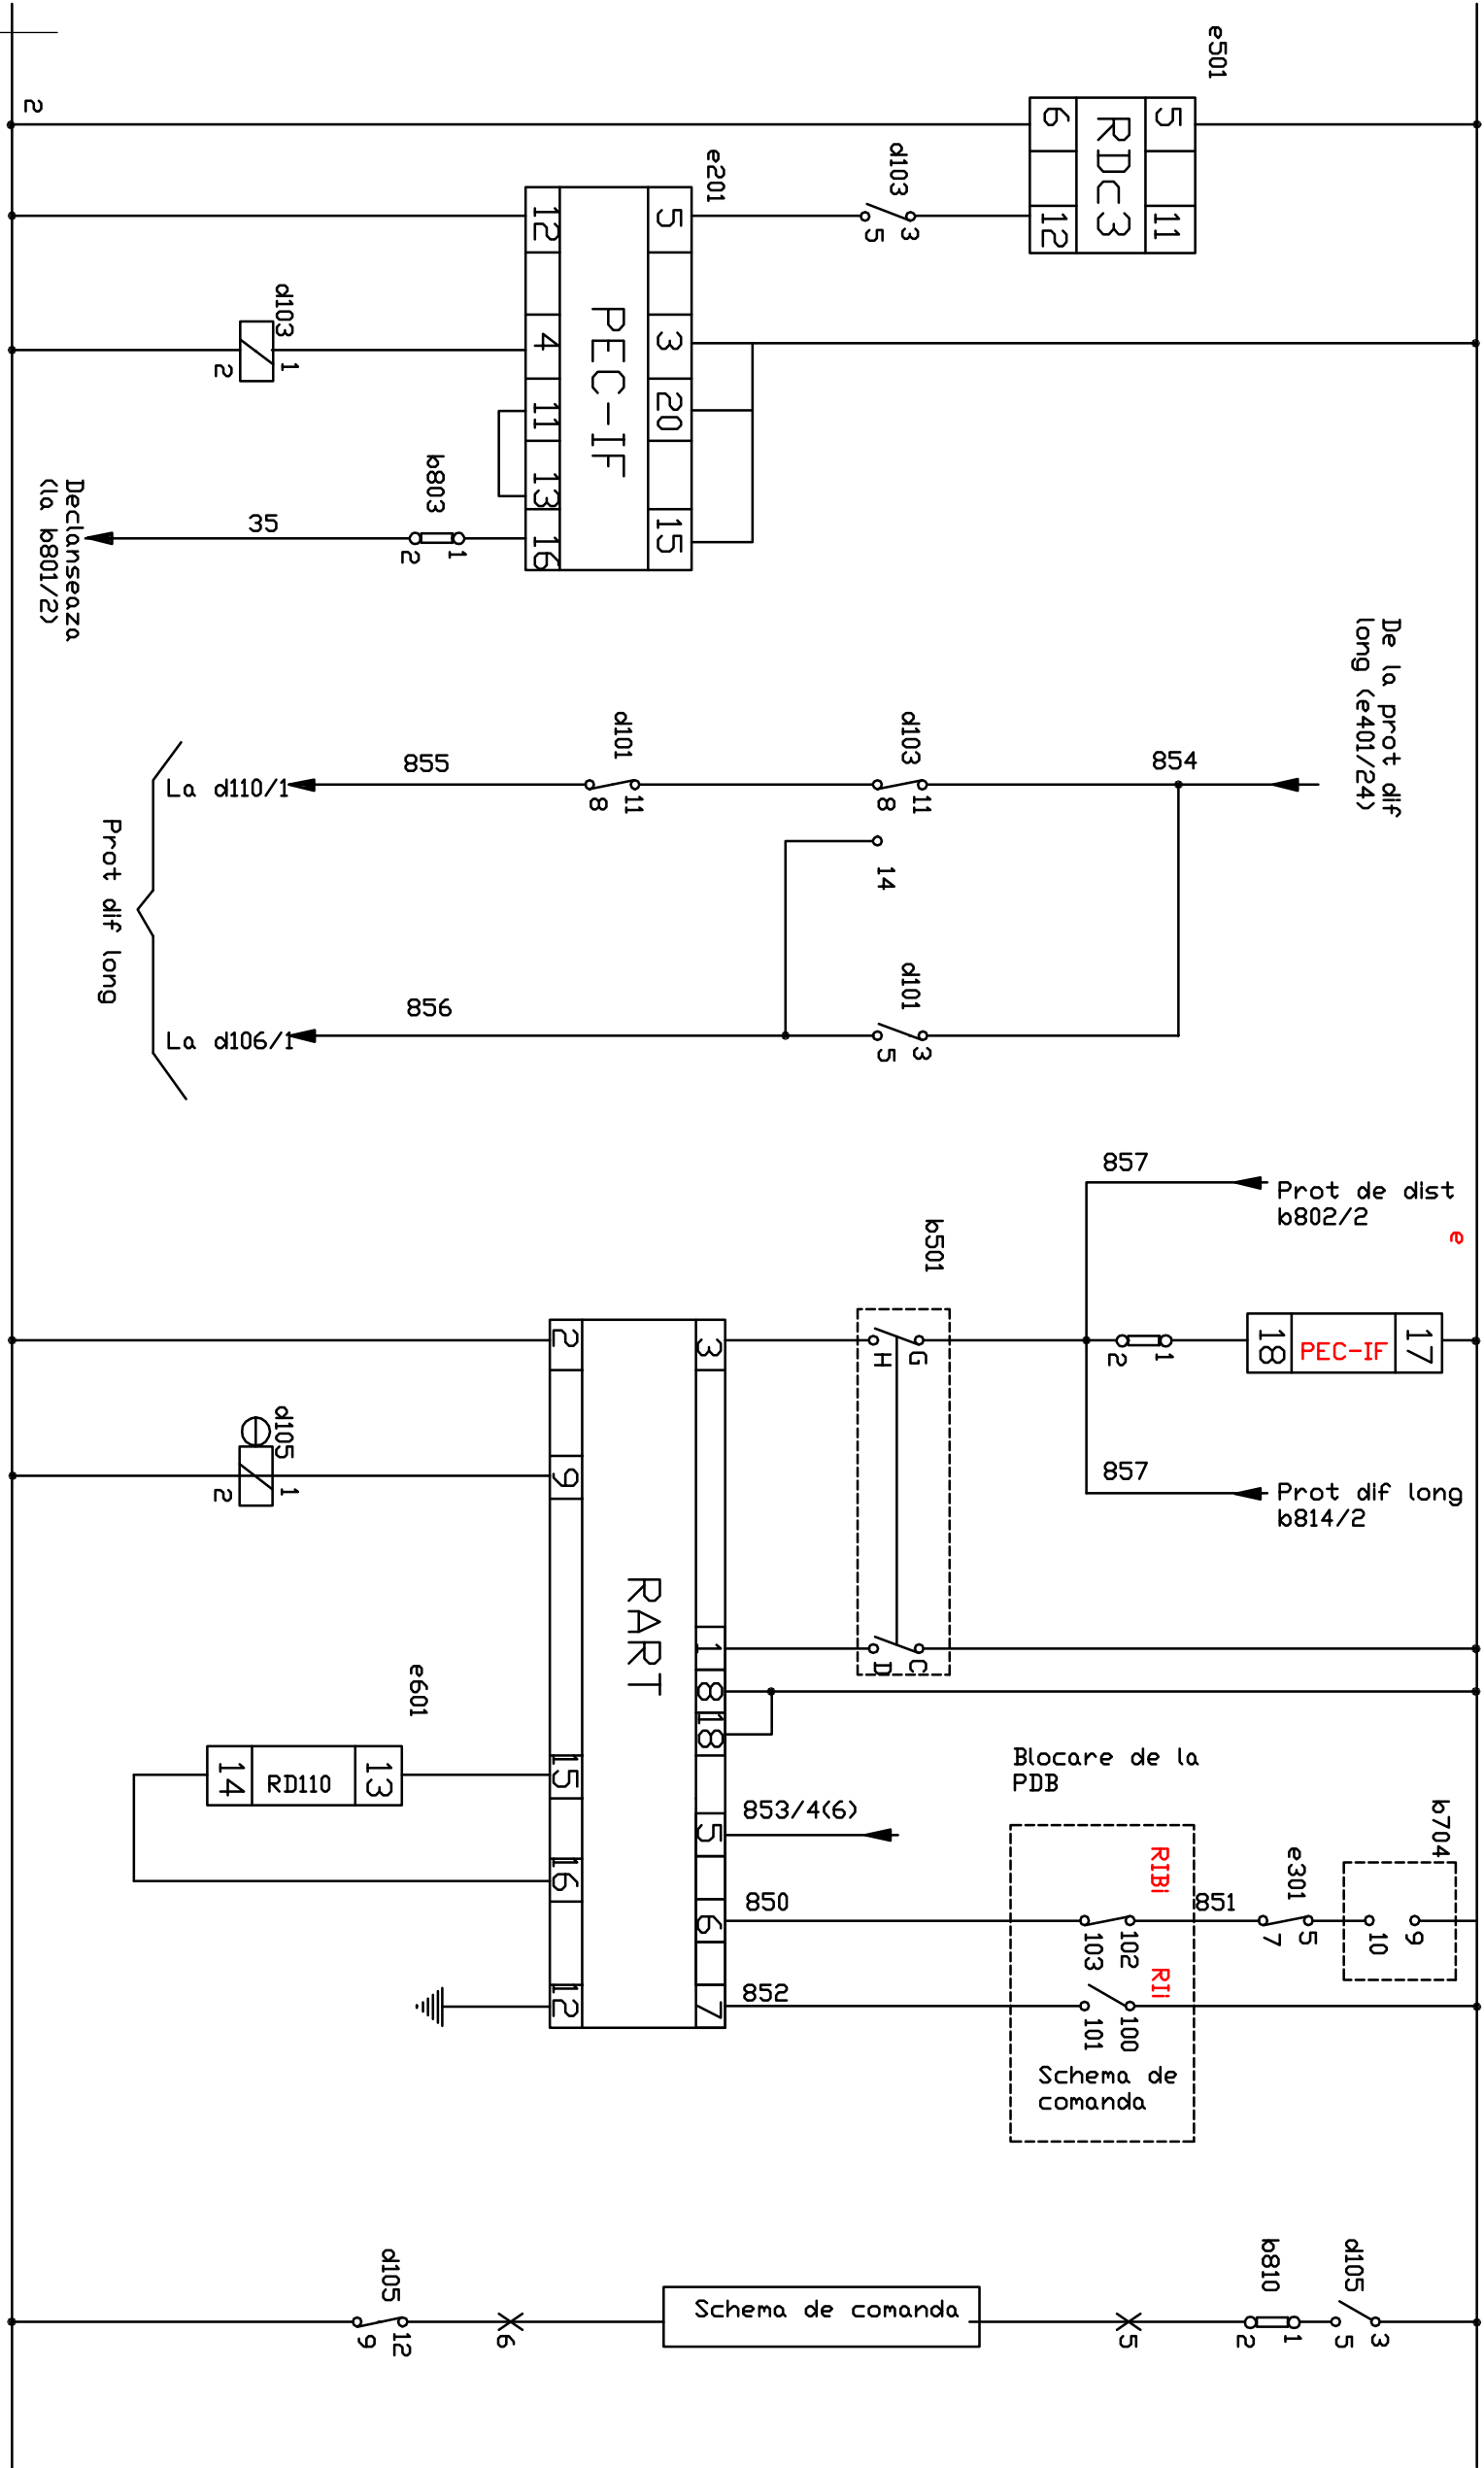 e501
2
5
6
RDc3
11
12
d103
3
5
e201
5
12
PEC-IF
3
4
20
11
13
15
16
d103
1
2
b803
1
2
35
Declanseaza
(la b801/2)
De la prot dif
long (e401/24)
854
d103
11
8
14
d101
11
8
855
La d110/1
d101
3
5
856
La d106/1
Prot dif long
857
Prot de dist
b802/2
e
17
PEC-IF
18
1
2
857
Prot dif long
b814/2
b501
G
H
C
D
3
2
9
RART
1
8
18
15
5
16
6
12
7
d105
1
2
e601
13
RD110
14
Blocare de la
PDB
853/4(6)
850
852
RIBi
RIi
102
103
100
101
Schema de
comanda
851
e301
5
7
b704
9
10
d105
3
5
b810
1
2
5
Schema de comanda
6
d105
12
9